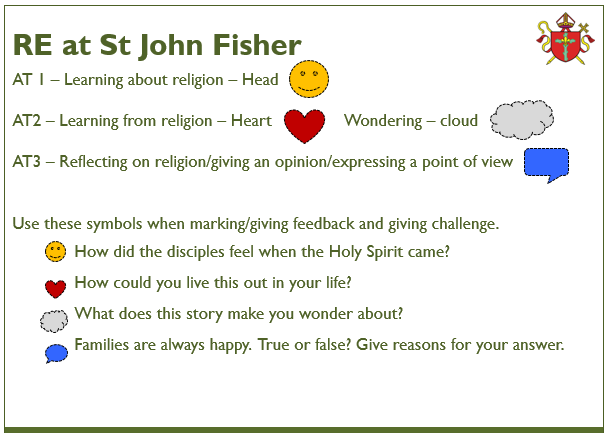 RE at St John Fisher
AT 1 – Learning about religion – Head
AT2 – Learning from religion – Heart Wondering – cloud
AT3 – Reflecting on religion/giving an opinion/expressing a point of view
Use these symbols when marking/giving feedback and giving challenge.
How did the disciples feel when the Holy Spirit came?
How could you live this out in your life?
What does this story make you wonder about?
Families are always happy. True or false? Give reasons for your answer.